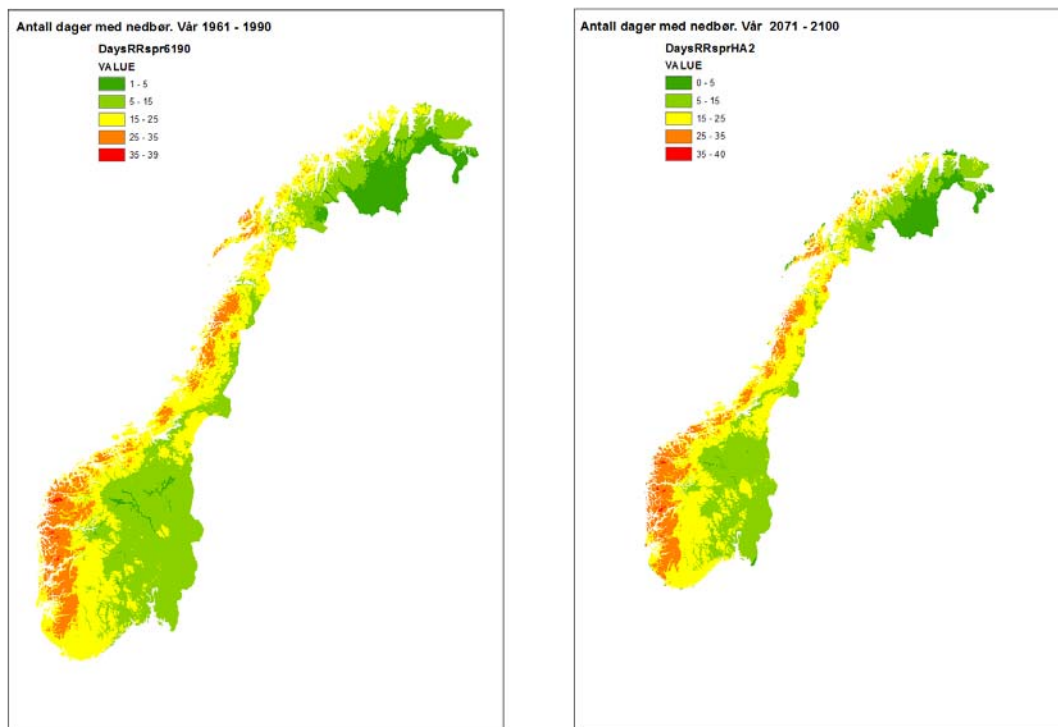 Antall dager med nedbør. Vår 1961 - 1990
DaysRRspr6190
VALUE
1 - 5
5 - 15
15 - 25
25 - 35
35 - 39
Antall dager med nedbør. Vår 2071 - 2100
DaysRRsprHA2
VALUE
0 - 5
5 - 15
15 - 25
25 - 35
35 - 40